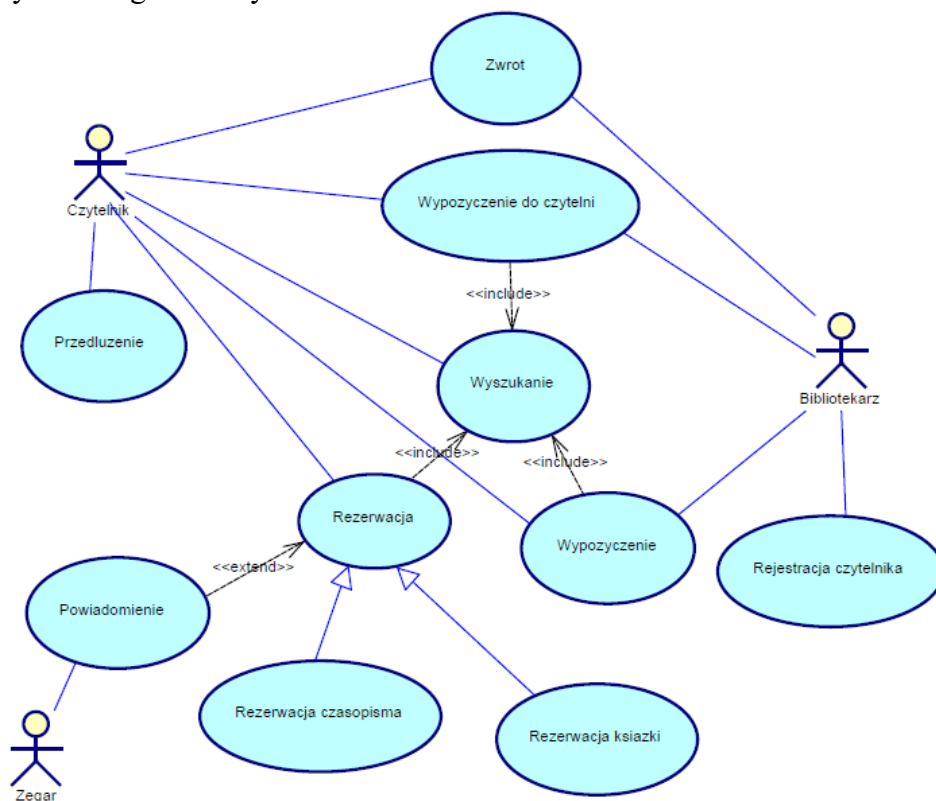 Zwrot
Czytelnik
Wypozyczenie do czytelni
<<include>>
Przedluzenie
Wyszukanie
Bibliotekarz
<<include>>
<<include>>
Rezerwacja
Wypozyczenie
Rejestracja czytelnika
<<extend>>
Powiadomienie
Rezerwacja czasopisma
Rezerwacja ksiazki
Zegar